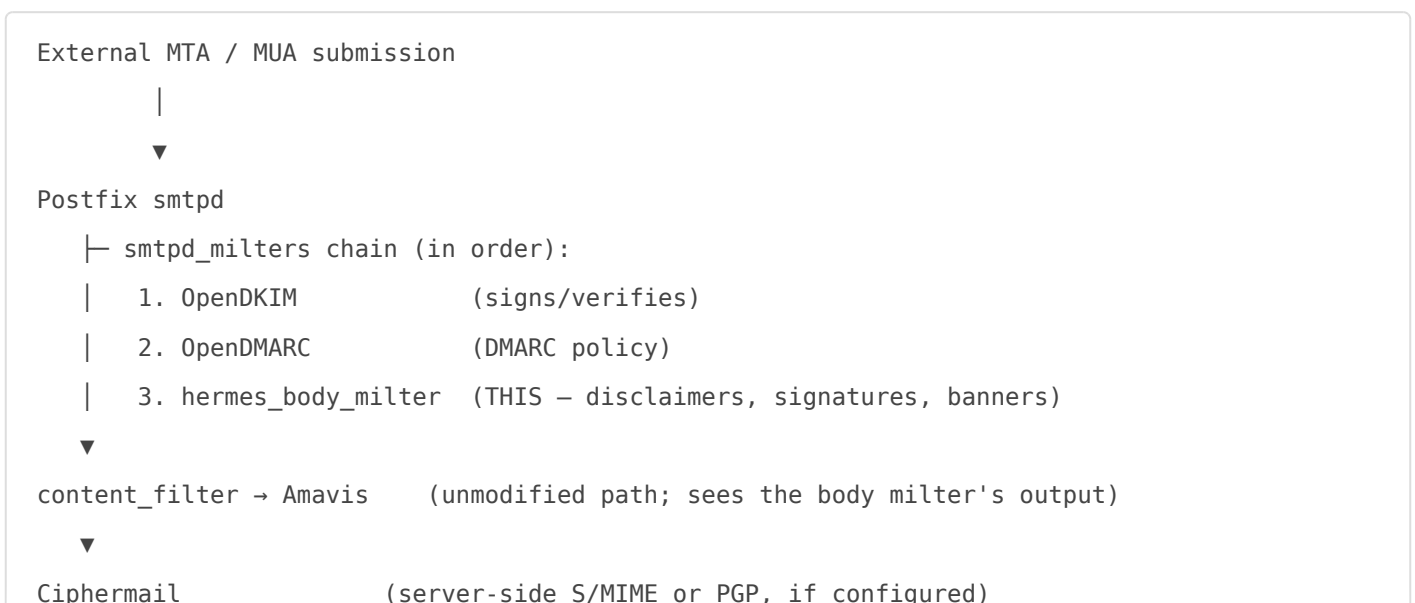 External MTA / MUA submission
│
▼
Postfix smtpd
├─ smtpd_milters chain (in order):
│   1. OpenDKIM            (signs/verifies)
│   2. OpenDMARC           (DMARC policy)
│   3. hermes_body_milter  (THIS — disclaimers, signatures, banners)
▼
content_filter → Amavis    (unmodified path; sees the body milter's output)
▼
Ciphermail              (server-side S/MIME or PGP, if configured)